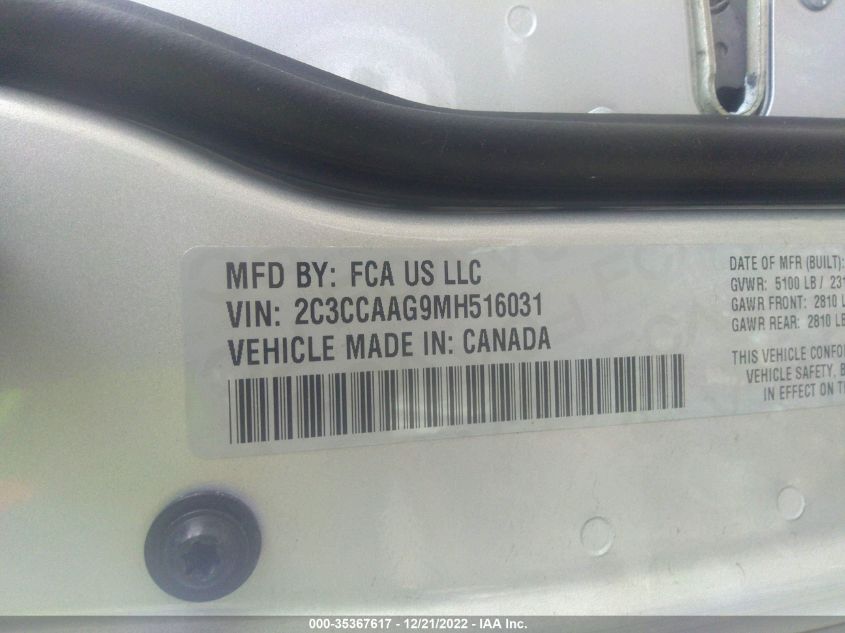 MFD BY: FCA US LLC
VIN: 2C3CCAAG9MH516031
VEHICLE MADE IN: CANADA
DATE OF MFR (BUILT):
GVWR: 5100 LB / 231
GAWR FRONT: 2810 L
GAWR REAR: 2810 LB
THIS VEHICLE CONFO
VEHICLE SAFETY, B
IN EFFECT ON T
000-35367617 - 12/21/2022 - IAA Inc.